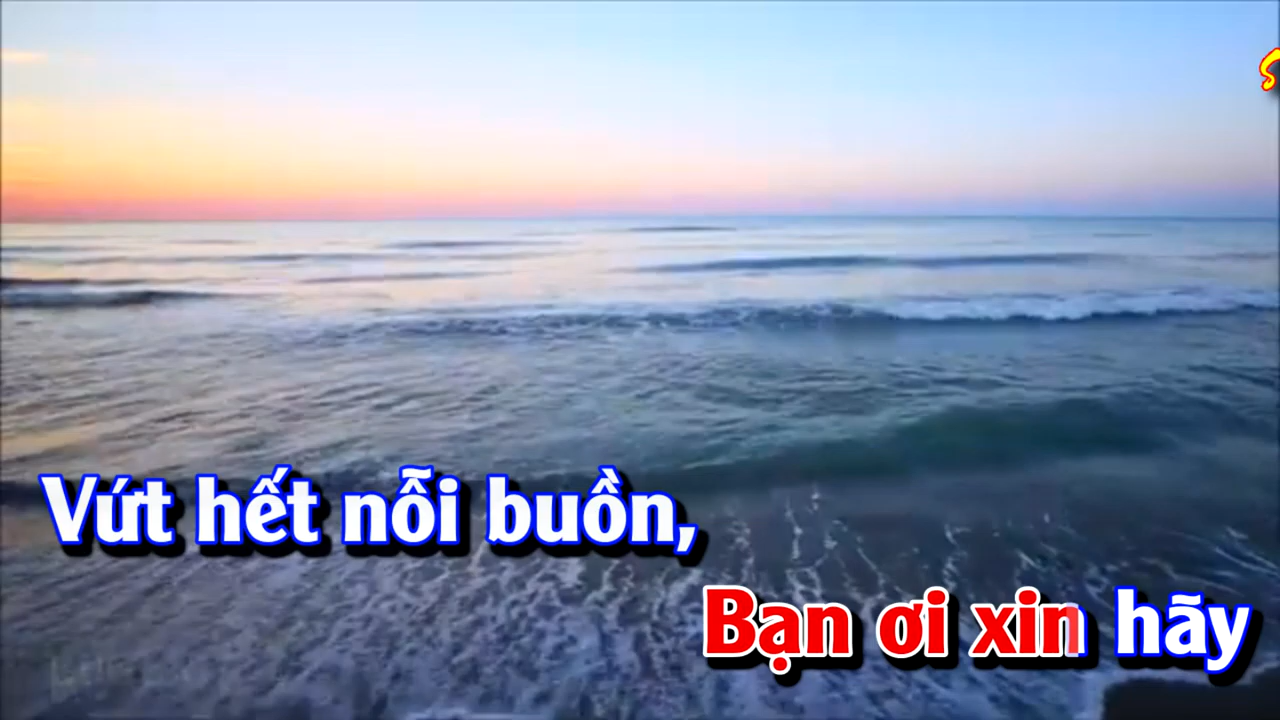 Vứt hết nỗi buồn,
Bạn ơi xin hãy